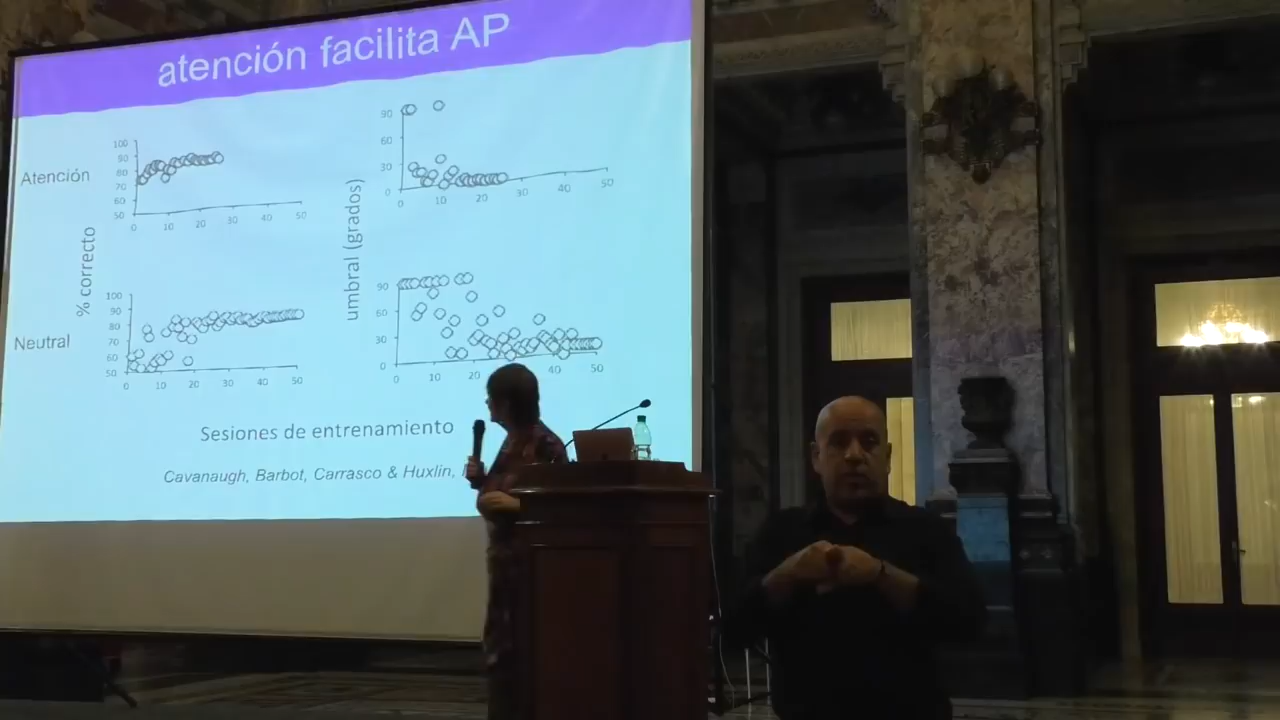 atención facilita AP
Atención
% correcto
100
90
80
70
60
50
0 10 20 30 40 50
umbral (grados)
90
60
30
0
0 10 20 30 40 50
Neutral
100
90
80
70
60
50
0 10 20 30 40 50
90
60
30
0
0 10 20 40 50
Sesiones de entrenamiento
Cavanaugh, Barbot, Carrasco & Huxlin,